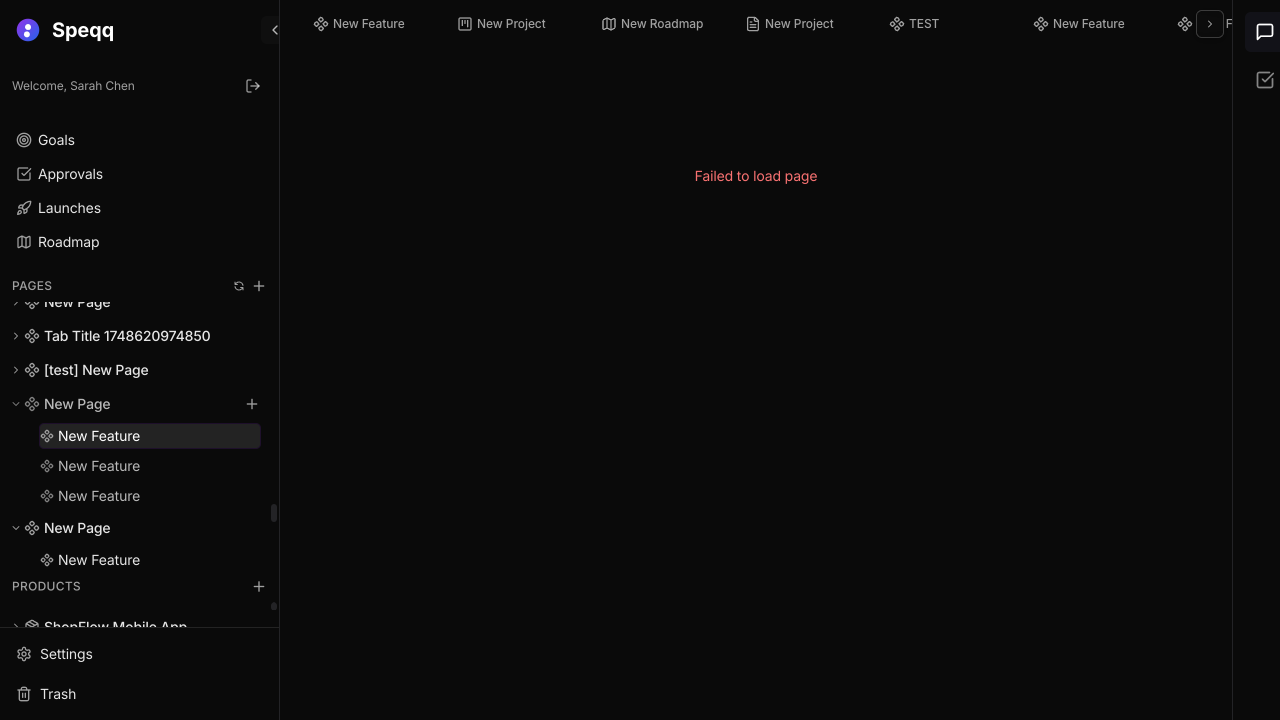 Speqq
Welcome, Sarah Chen
Goals
Approvals
Launches
Roadmap
PAGES
New Page
Tab Title 1748620974850
[test] New Page
New Page
New Feature
New Feature
New Feature
New Page
New Feature
PRODUCTS
ShopFlow Mobile App
Settings
Trash
New Feature
New Project
New Roadmap
New Project
TEST
New Feature
F
Failed to load page